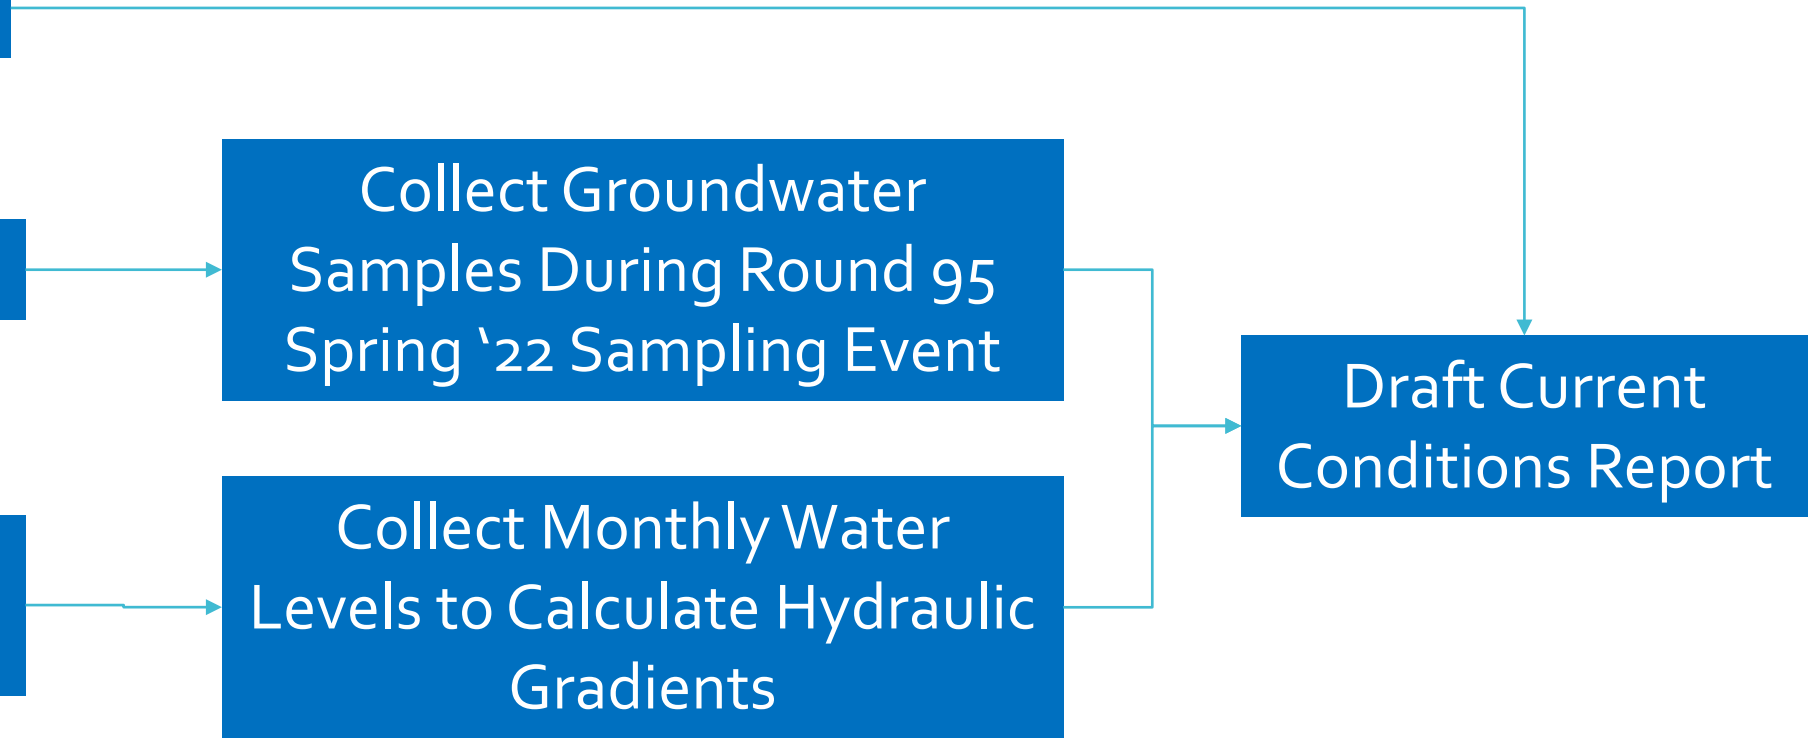 Collect Groundwater
Samples During Round 95
Spring ‘22 Sampling Event
Draft Current
Conditions Report
Collect Monthly Water
Levels to Calculate Hydraulic
Gradients